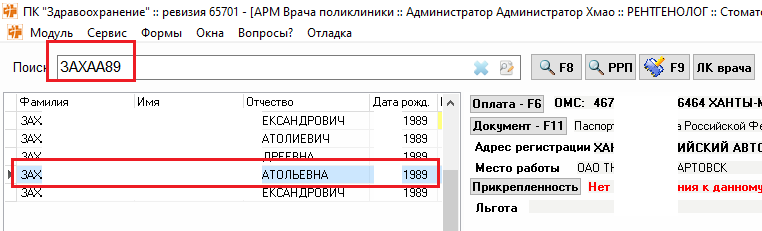 ПК "Здравоохранение" :: ревизия 65701 - [АРМ Врача поликлиники :: Администратор Администратор Хмао :: РЕНТГЕНОЛОГ :: Стомато
Модуль Сервис Формы Окна Вопросы? Отладка
Поиск ЗАХАА89 F8 РРП F9 ЛК врача
Фамилия Имя Отчество Дата рожд.
ЗАХ ЕКСАНДРОВИЧ 1989
ЗАХ АТОЛИЕВИЧ 1989
ЗАХ ДРЕЕВНА 1989
ЗАХ АТОЛЬЕВНА 1989
ЗАХ ЕКСАНДРОВИЧ 1989
Оплата - F6 ОМС: 467 6464 ХАНТЫ-М
Документ - F11 Паспорт а Российской Фе
Адрес регистрации ХАН ИЙСКИЙ АВТО
Место работы ОАО ТН АРТОВСК
Прикрепленность Нет ения к данному
Льгота